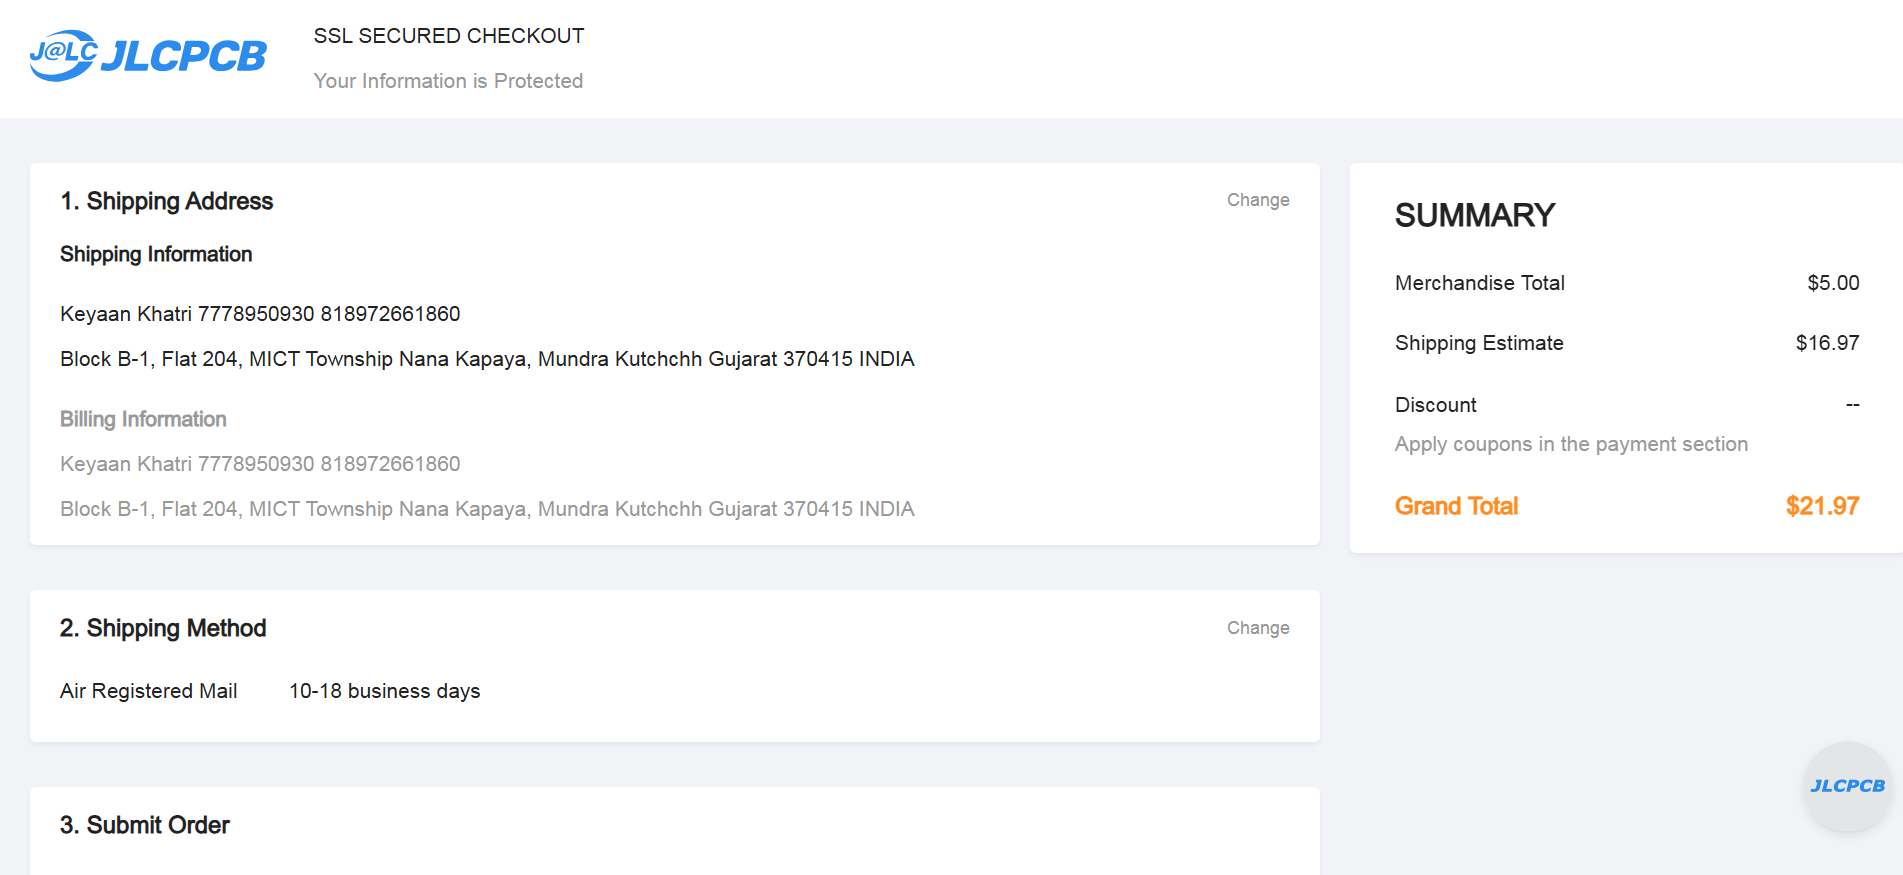 J@LC JLCPCB
SSL SECURED CHECKOUT
Your Information is Protected
1. Shipping Address
Change
Shipping Information
Keyaan Khatri 7778950930 818972661860
Block B-1, Flat 204, MICT Township Nana Kapaya, Mundra Kutchchh Gujarat 370415 INDIA
Billing Information
Keyaan Khatri 7778950930 818972661860
Block B-1, Flat 204, MICT Township Nana Kapaya, Mundra Kutchchh Gujarat 370415 INDIA
2. Shipping Method
Change
Air Registered Mail 10-18 business days
3. Submit Order
SUMMARY
Merchandise Total $5.00
Shipping Estimate $16.97
Discount --
Apply coupons in the payment section
Grand Total $21.97
JLCPCB